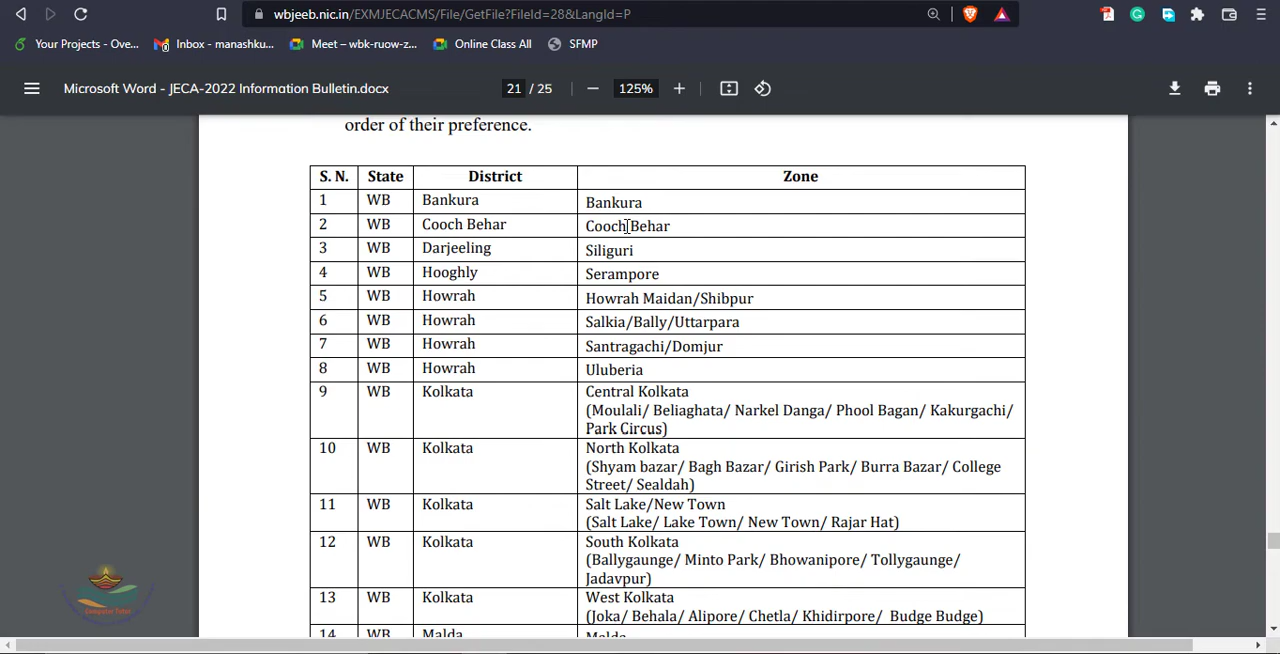 wbjeeb.nic.in/EXMJECACMS/File/GetFile?FileId=28&LangId=P
Your Projects - Ove...
Inbox - manashku...
Meet – wbk-ruow-z...
Online Class All
SFMP
Microsoft Word - JECA-2022 Information Bulletin.docx
21 / 25
125%
order of their preference.
S. N. State District Zone
1 WB Bankura Bankura
2 WB Cooch Behar Cooch Behar
3 WB Darjeeling Siliguri
4 WB Hooghly Serampore
5 WB Howrah Howrah Maidan/Shibpur
6 WB Howrah Salkia/Bally/Uttarpara
7 WB Howrah Santragachi/Domjur
8 WB Howrah Uluberia
9 WB Kolkata Central Kolkata
(Moulali/ Beliaghata/ Narkel Danga/ Phool Bagan/ Kakurgachi/
Park Circus)
10 WB Kolkata North Kolkata
(Shyam bazar/ Bagh Bazar/ Girish Park/ Burra Bazar/ College
Street/ Sealdah)
11 WB Kolkata Salt Lake/New Town
(Salt Lake/ Lake Town/ New Town/ Rajar Hat)
12 WB Kolkata South Kolkata
(Ballygaunge/ Minto Park/ Bhowanipore/ Tollygaunge/
Jadavpur)
13 WB Kolkata West Kolkata
(Joka/ Behala/ Alipore/ Chetla/ Khidirpore/ Budge Budge)
14 WB Malda Malda
A
Computer Tutor